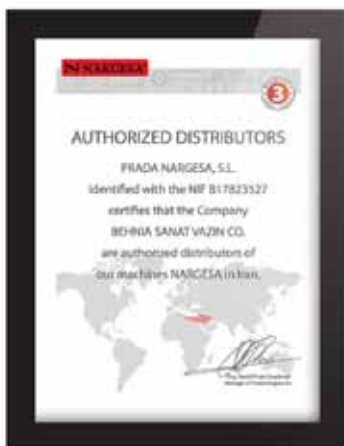 NARGESA
3
AUTHORIZED DISTRIBUTORS
PRADA NARGESA, S.L.
identified with the NIF B17823527
certifies that the Company
BEHNIA SANAT VAZIN CO.
are authorized distributors of
our machines NARGESA in Iran.